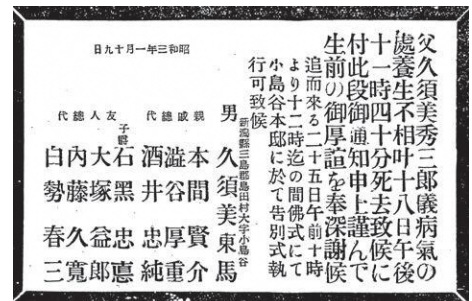 父久須美秀三郎儀病氣の
處養生不相叶十八日午後
十一時四十分死去致候に
付此段御通知申上謹んで
生前の御厚誼を奉深謝候
追而來る二十五日午前十時
より十二時迄の間佛式にて
小島谷本邸に於て告別式執
行可致候
新潟縣三島郡島田村大字小島谷
男 久須美東馬
親戚總代
本間賢介
澁谷厚重
酒井忠純
友人總代
子爵 石黑忠悳
大塚益郎
内藤久寬
白勢春三
昭和三年一月十九日